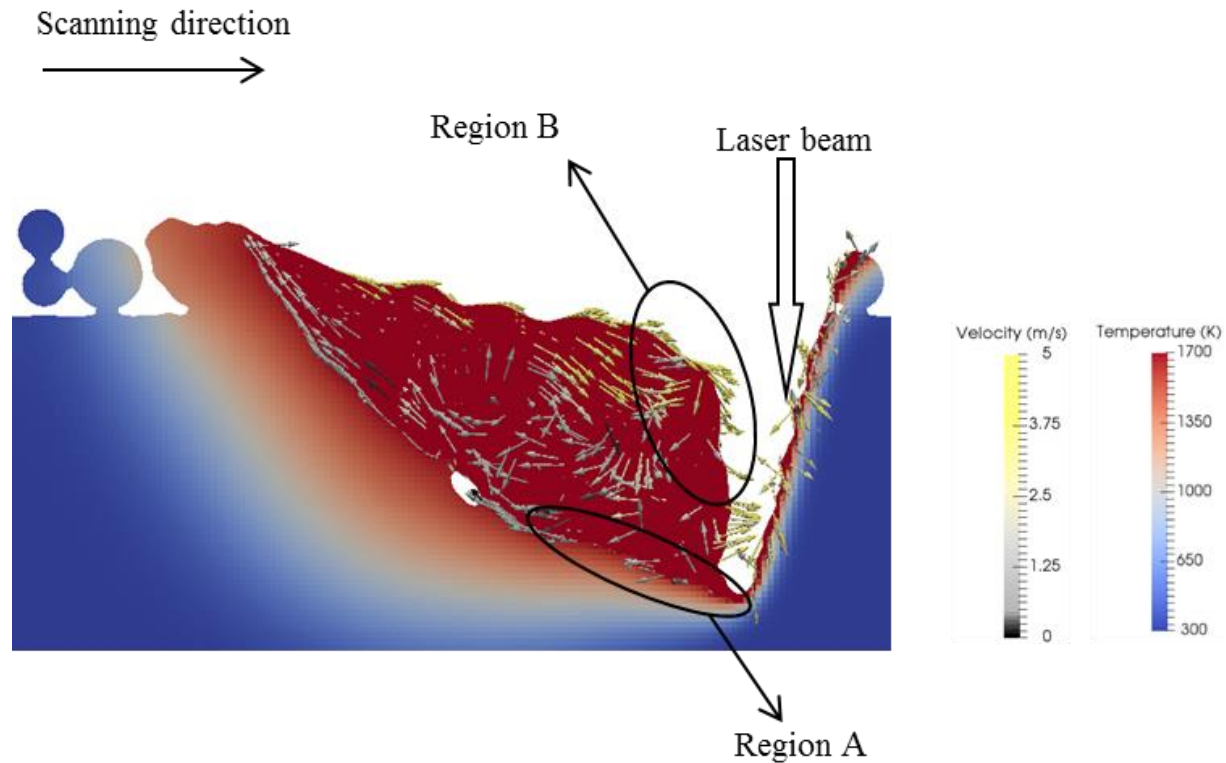 Scanning direction
Region B
Laser beam
Velocity (m/s)
Temperature (K)
5
3.75
2.5
1.25
0
1700
1350
1000
650
300
Region A